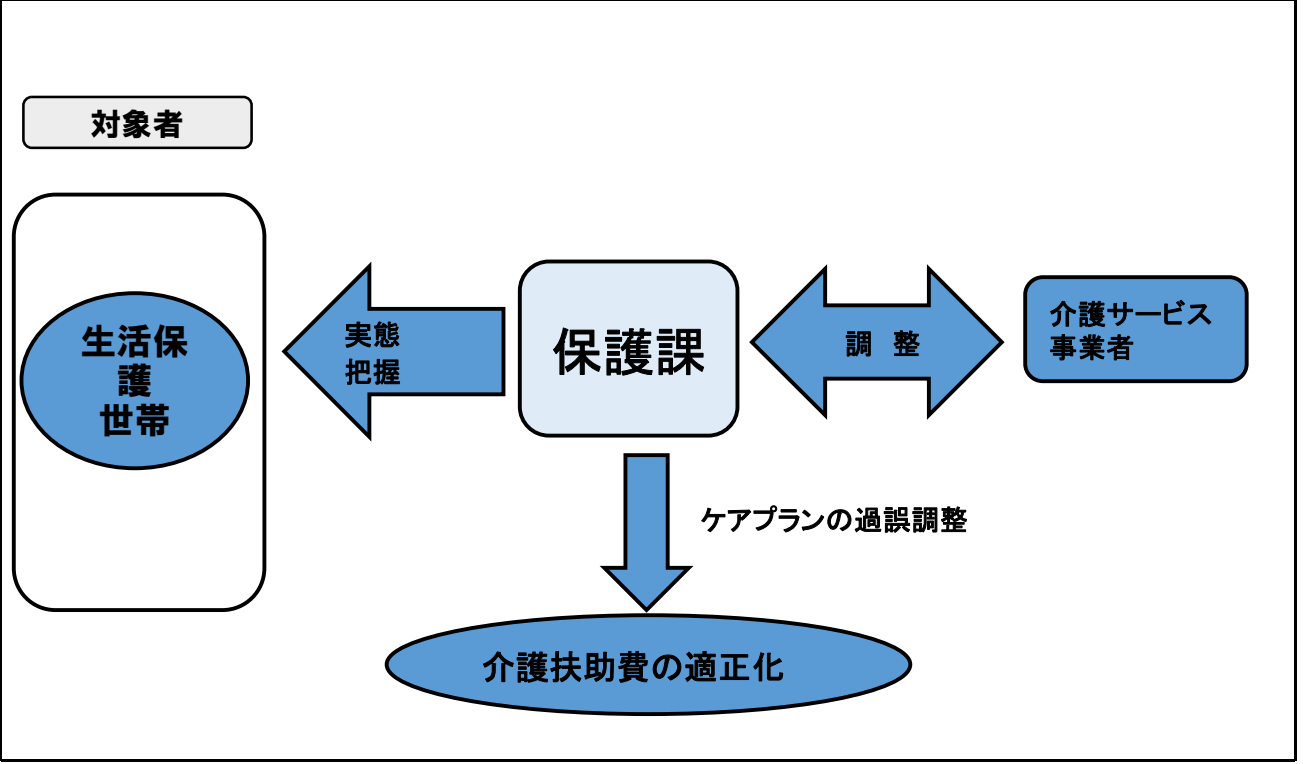 対象者
生活保
護
世帯
実態
把握
保護課
調 整
介護サービス
事業者
ケアプランの過誤調整
介護扶助費の適正化